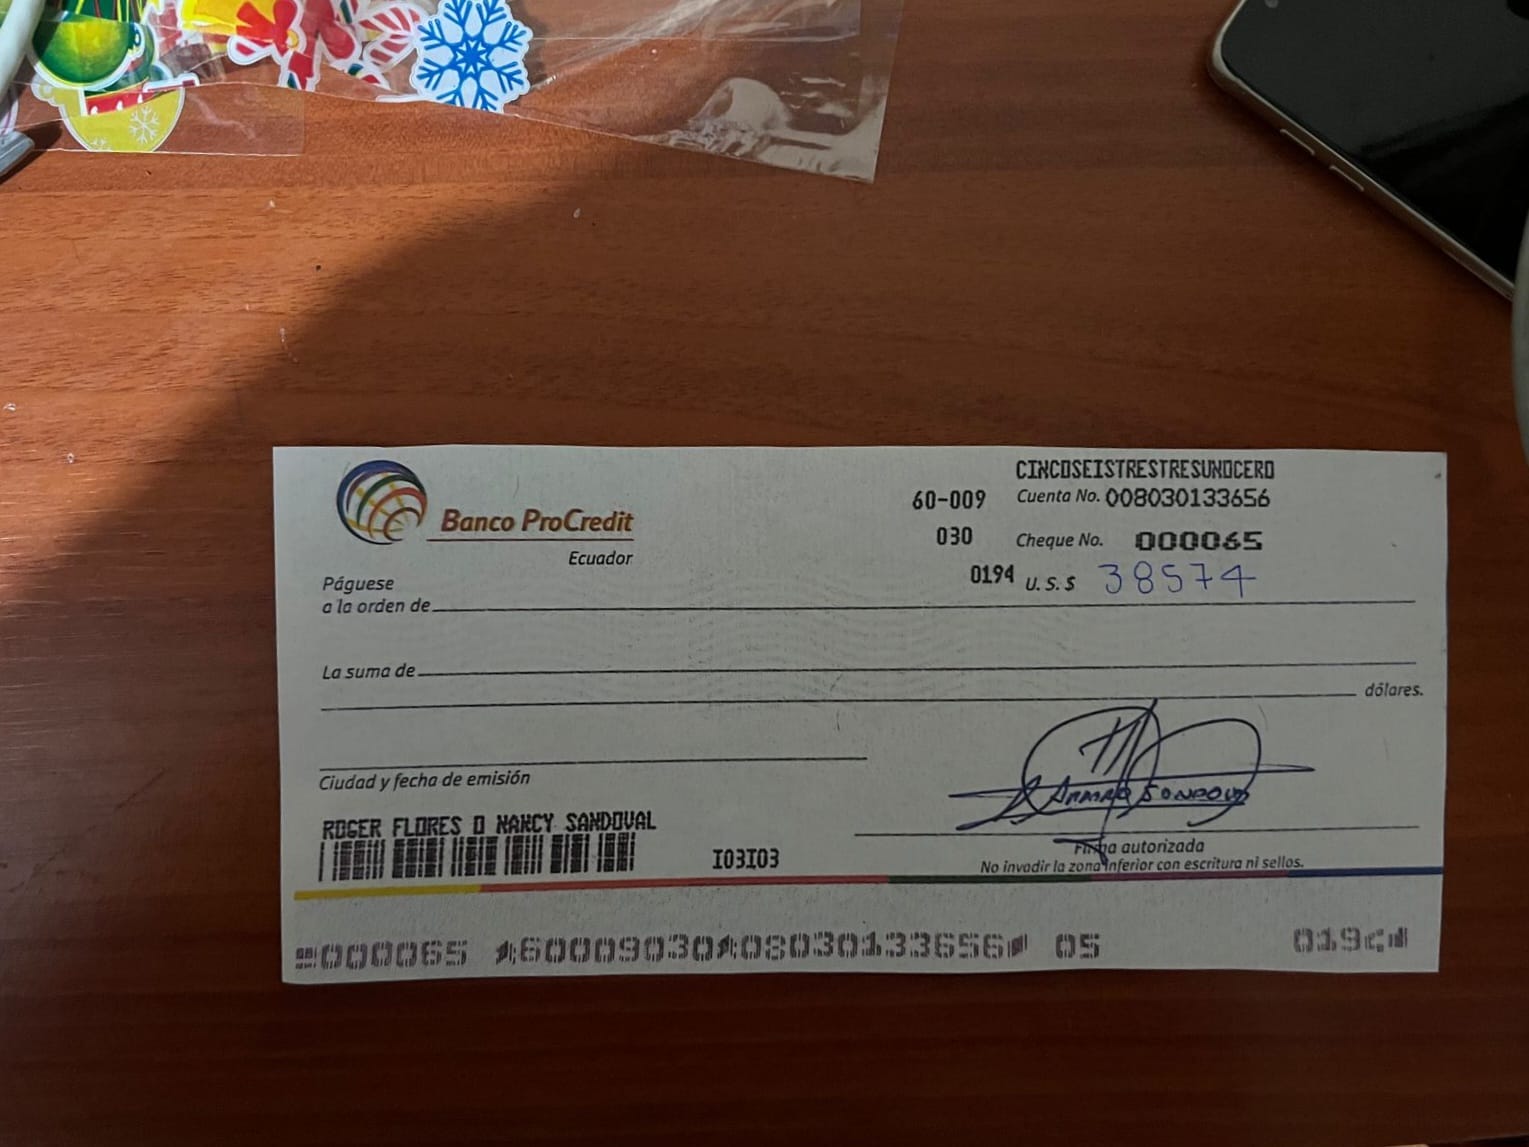 CINCOSEISTRESTRESUNOCERO
Banco ProCredit
60-009 Cuenta No. 008030133656
Ecuador
030 Cheque No. 000065
0194 U. S. $ 38574
Páguese
a la orden de
La suma de
dólares.
Ciudad y fecha de emisión
SANDOVAL
ROGER FLORES O NANCY SANDOVAL
Firma autorizada
I03I03
No invadir la zona inferior con escritura ni sellos.
000065 60009030 08030133656 05 0194